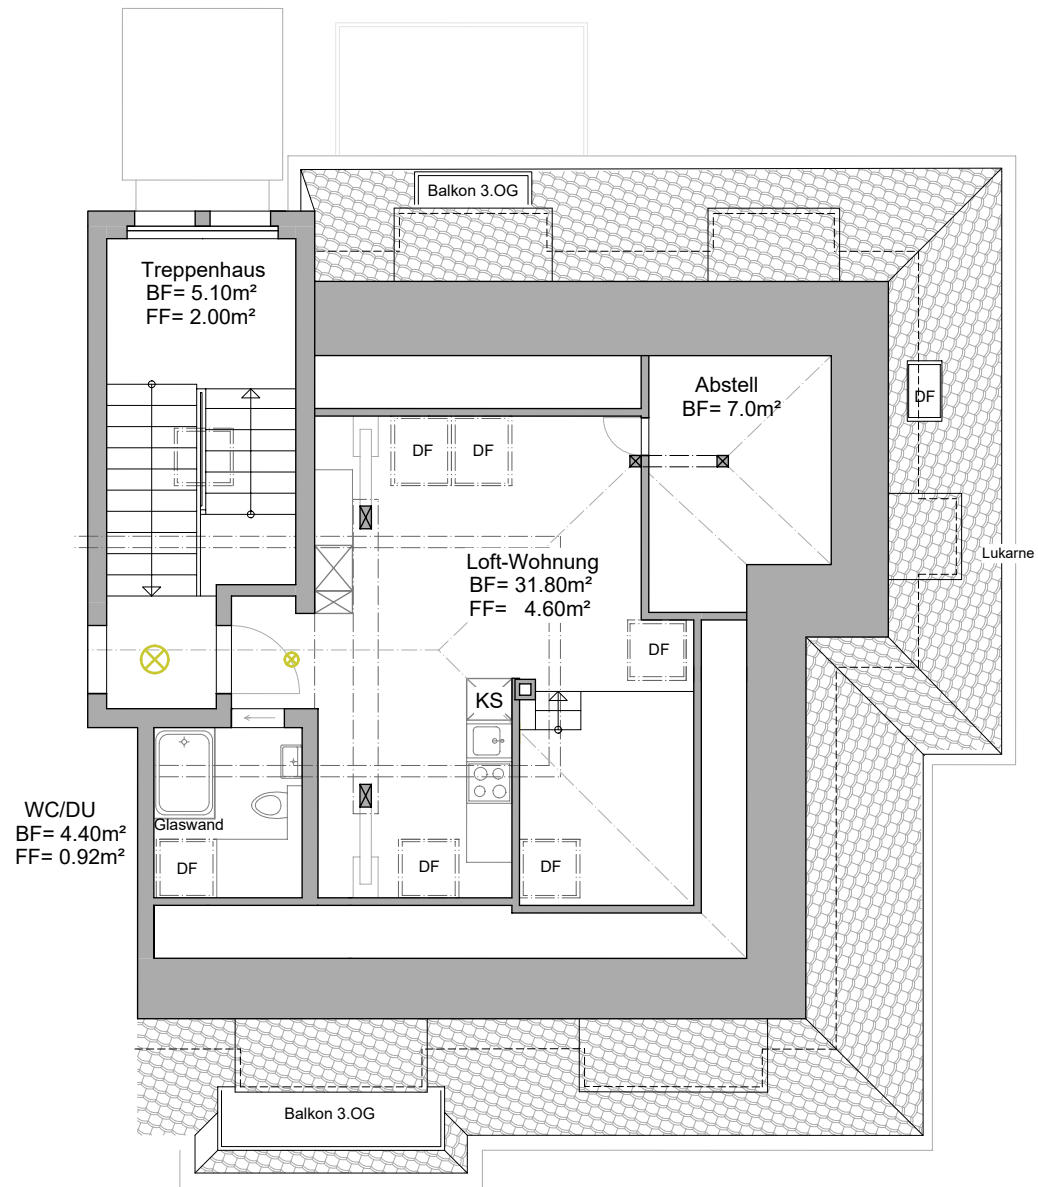 Balkon 3.OG
Treppenhaus
BF= 5.10m²
FF= 2.00m²
Abstell
BF= 7.0m²
DF
DF
DF
Loft-Wohnung
BF= 31.80m²
FF= 4.60m²
Lukarne
DF
KS
WC/DU
BF= 4.40m²
FF= 0.92m²
Glaswand
DF
DF
DF
Balkon 3.OG